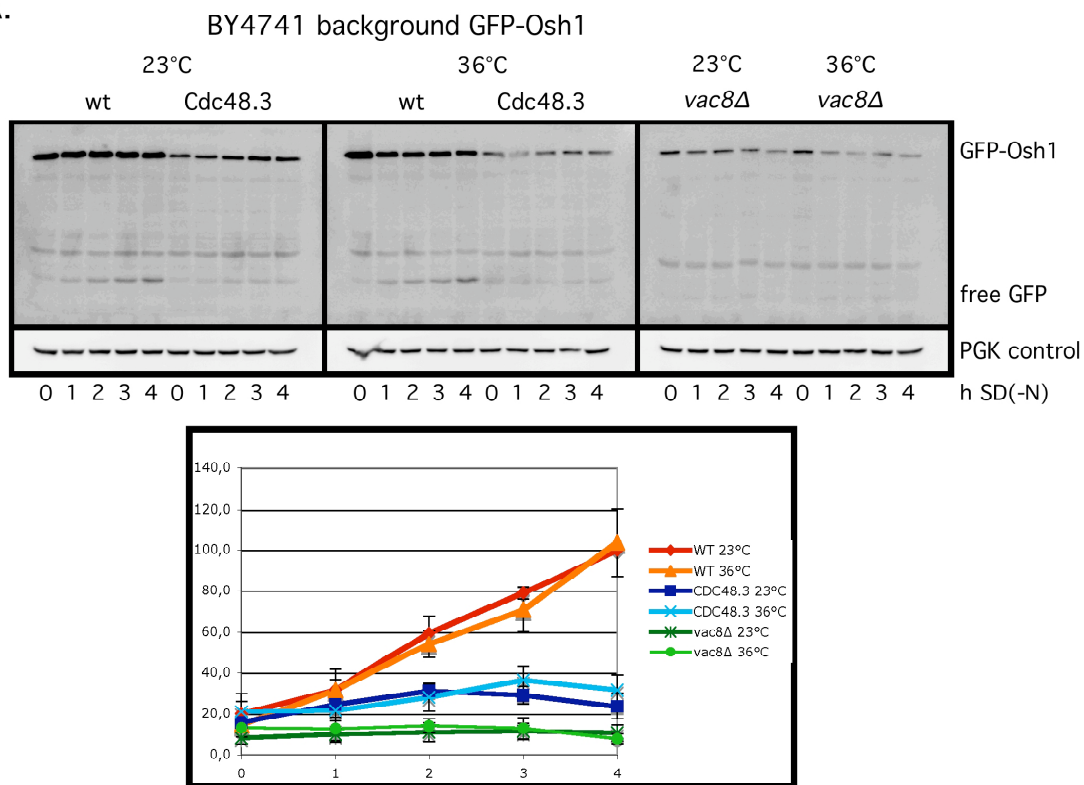 BY4741 background GFP-Osh1
23°C 36°C 23°C 36°C
wt Cdc48.3 wt Cdc48.3 vac8Δ vac8Δ
GFP-Osh1
free GFP
PGK control
0 1 2 3 4 0 1 2 3 4 0 1 2 3 4 0 1 2 3 4 0 1 2 3 4 0 1 2 3 4 h SD(-N)
140,0
120,0
100,0
80,0
60,0
40,0
20,0
0,0
0 1 2 3 4
WT 23°C
WT 36°C
CDC48.3 23°C
CDC48.3 36°C
vac8Δ 23°C
vac8Δ 36°C